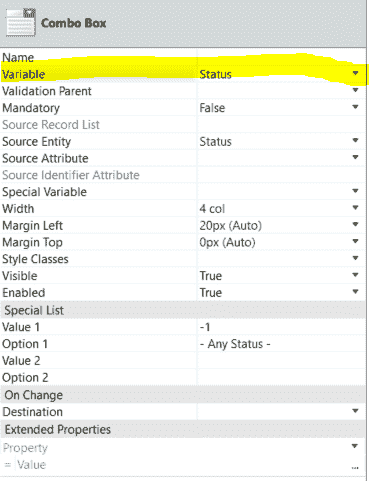 Combo Box
Name
Variable Status
Validation Parent
Mandatory False
Source Record List
Source Entity Status
Source Attribute
Source Identifier Attribute
Special Variable
Width 4 col
Margin Left 20px (Auto)
Margin Top 0px (Auto)
Style Classes
Visible True
Enabled True
Special List
Value 1 -1
Option 1 - Any Status -
Value 2
Option 2
On Change
Destination
Extended Properties
Property
= Value ...